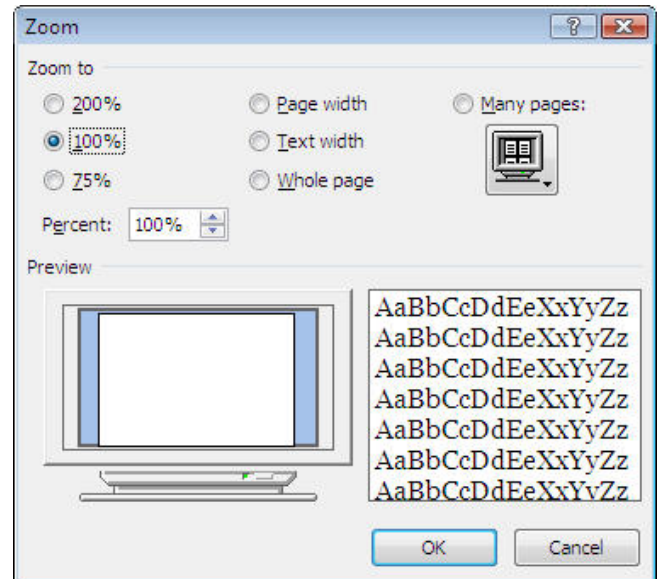 Zoom
Zoom to
200%
Page width
Many pages:
100%
Text width
75%
Whole page
Percent: 100%
Preview
AaBbCcDdEeXxYyZz
AaBbCcDdEeXxYyZz
AaBbCcDdEeXxYyZz
AaBbCcDdEeXxYyZz
AaBbCcDdEeXxYyZz
AaBbCcDdEeXxYyZz
AaBbCcDdEeXxYyZz
OK
Cancel